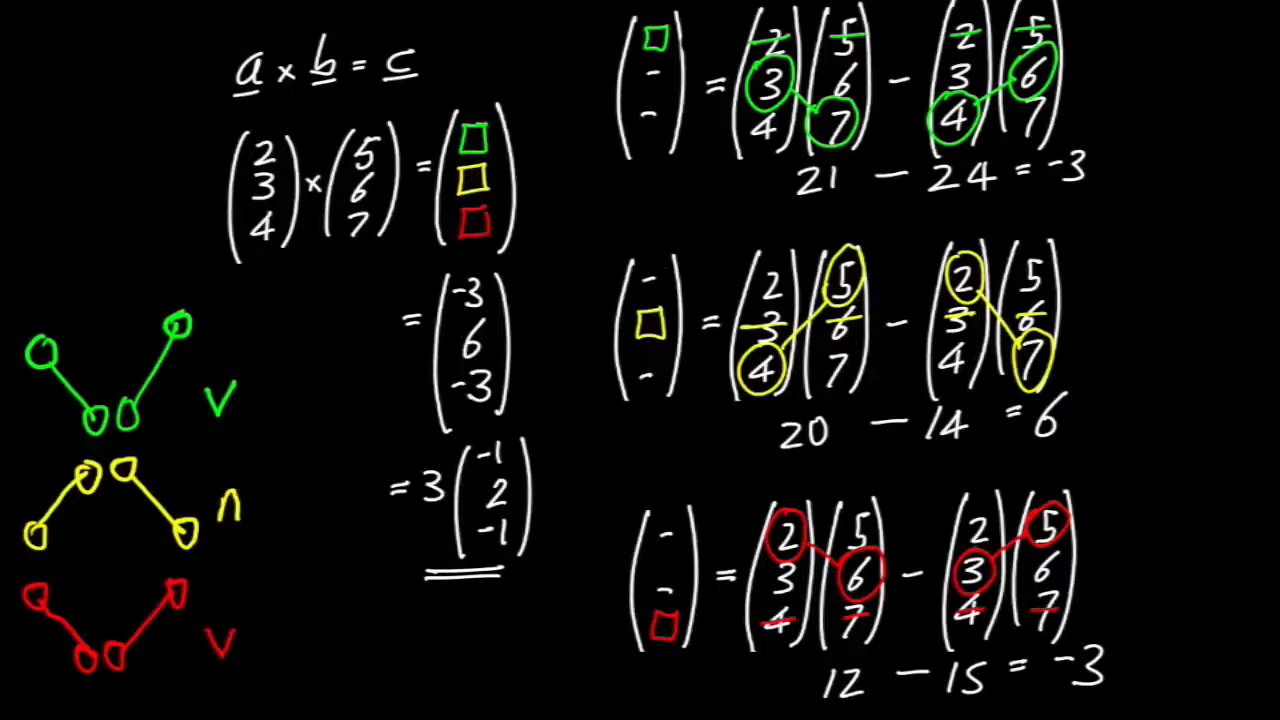 a × b = c
(2 3 4) × (5 6 7) = (□ □ □)
= (-3 6 -3)
= 3 (-1 2 -1)
v
n
v
(□ - -) = (2 3 4)(5 6 7) - (2 3 4)(5 6 7)
21 - 24 = -3
(- □ -) = (2 3 4)(5 6 7) - (2 3 4)(5 6 7)
20 - 14 = 6
(- - □) = (2 3 4)(5 6 7) - (2 3 4)(5 6 7)
12 - 15 = -3